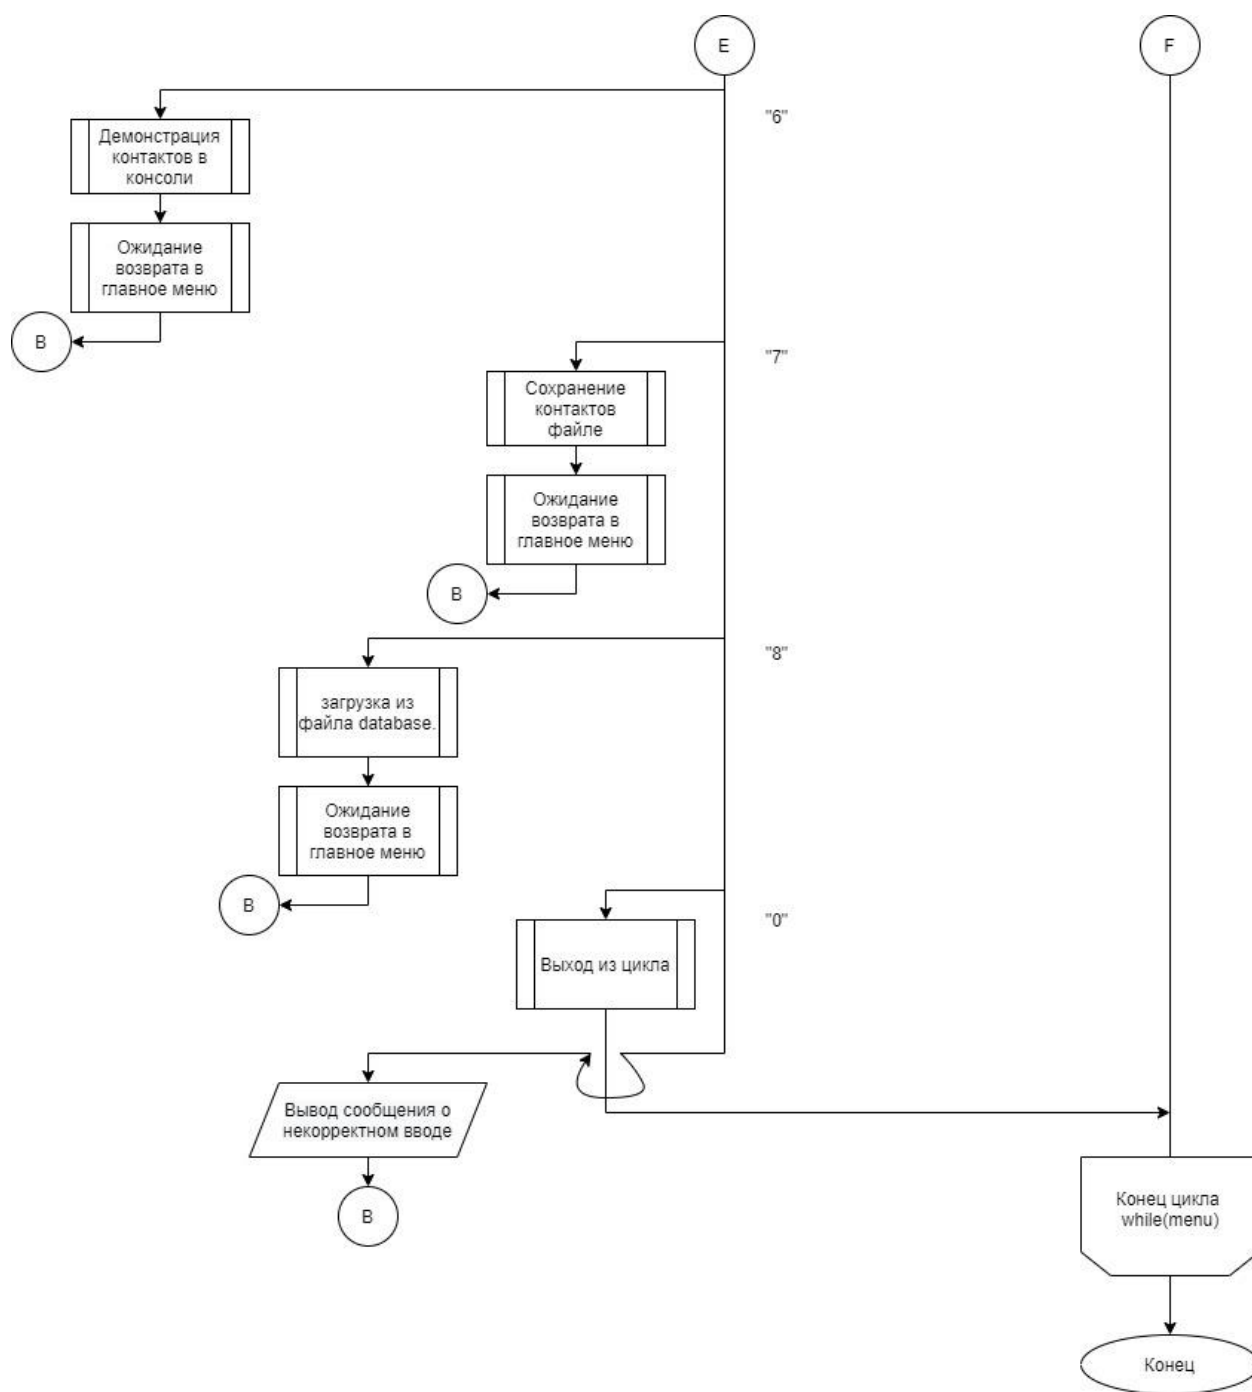 E
F
"6"
Демонстрация
контактов в
консоли
Ожидание
возврата в
главное меню
B
"7"
Сохранение
контактов
файле
Ожидание
возврата в
главное меню
B
"8"
загрузка из
файла database.
Ожидание
возврата в
главное меню
B
"0"
Выход из цикла
Вывод сообщения о
некорректном вводе
B
Конец цикла
while(menu)
Конец